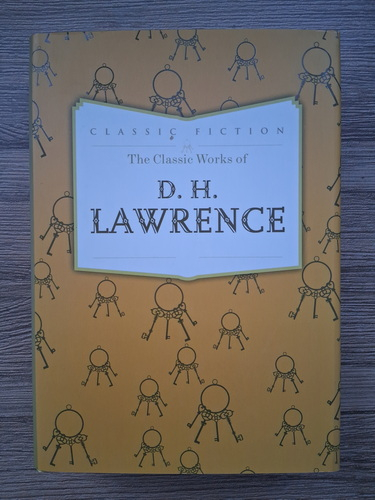 CLASSIC FICTION
The Classic Works of
D. H.
LAWRENCE